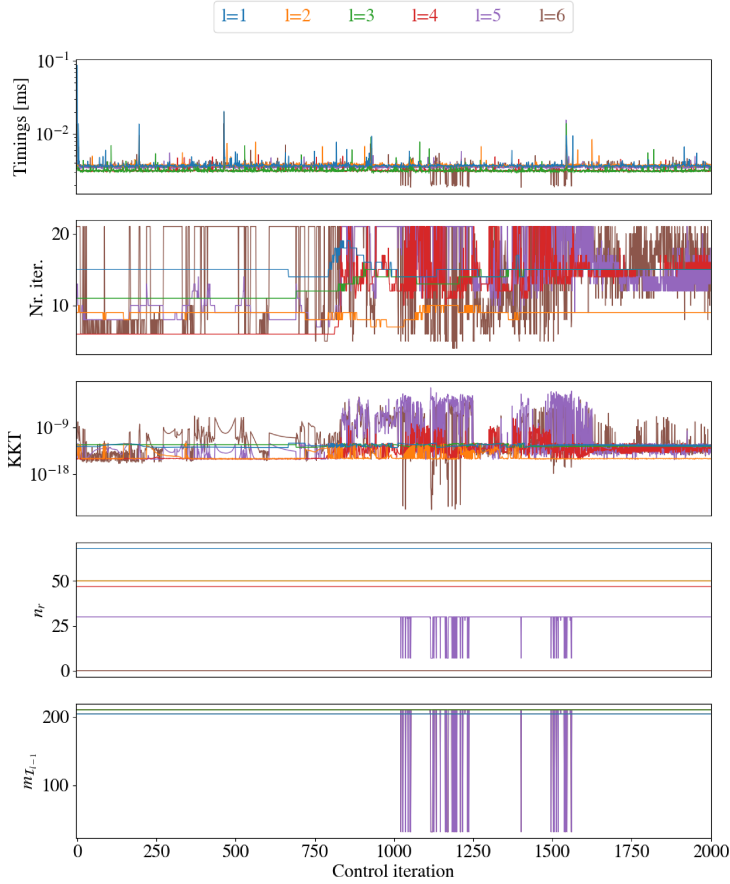 l=1 l=2 l=3 l=4 l=5 l=6
Timings [ms]
10⁻¹
10⁻²
Nr. iter.
20
10
KKT
10⁻⁹
10⁻¹⁸
nᵣ
50
25
0
m_{ℐ_{l−1}}
200
100
0 250 500 750 1000 1250 1500 1750 2000
Control iteration